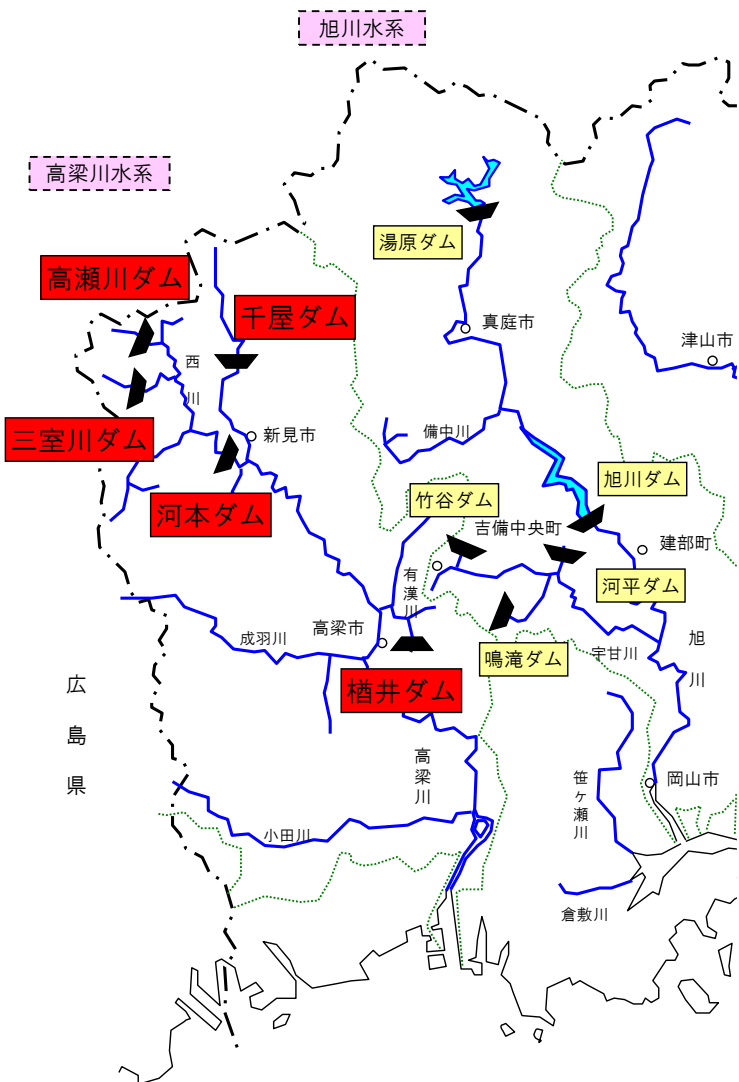 旭川水系
高梁川水系
湯原ダム
高瀬川ダム
千屋ダム
真庭市
津山市
西
川
三室川ダム
新見市
備中川
旭川ダム
竹谷ダム
河本ダム
吉備中央町
建部町
有
漢
川
河平ダム
成羽川
高梁市
鳴滝ダム
宇甘川
旭
川
楢井ダム
広
島
県
高
梁
川
笹
ヶ
瀬
川
岡山市
小田川
倉敷川